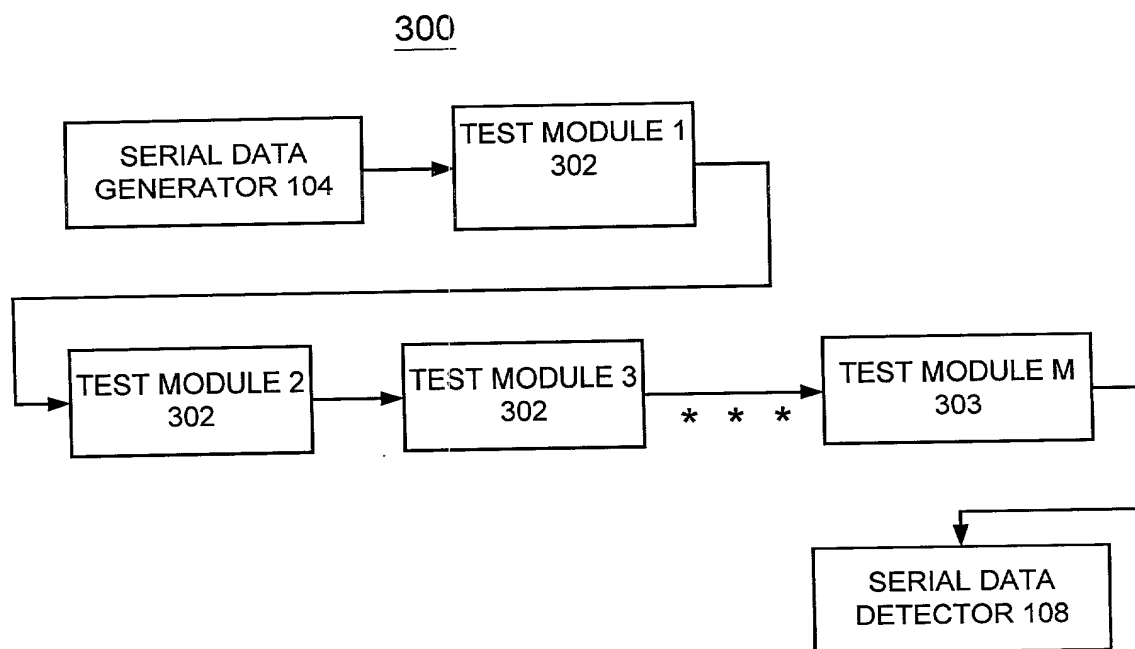 300
SERIAL DATA
GENERATOR 104
TEST MODULE 1
302
TEST MODULE 2
302
TEST MODULE 3
302
* * *
TEST MODULE M
303
SERIAL DATA
DETECTOR 108